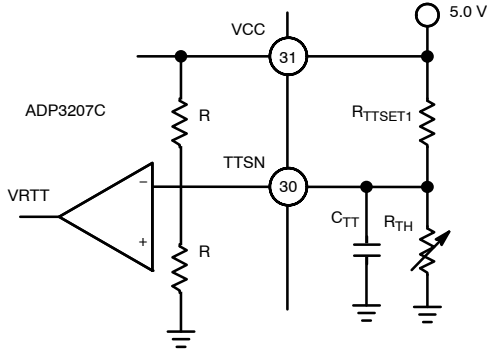 5.0 V
VCC
31
ADP3207C
R
R_TTSET1
TTSN
30
VRTT
−
+
C_TT
R_TH
R